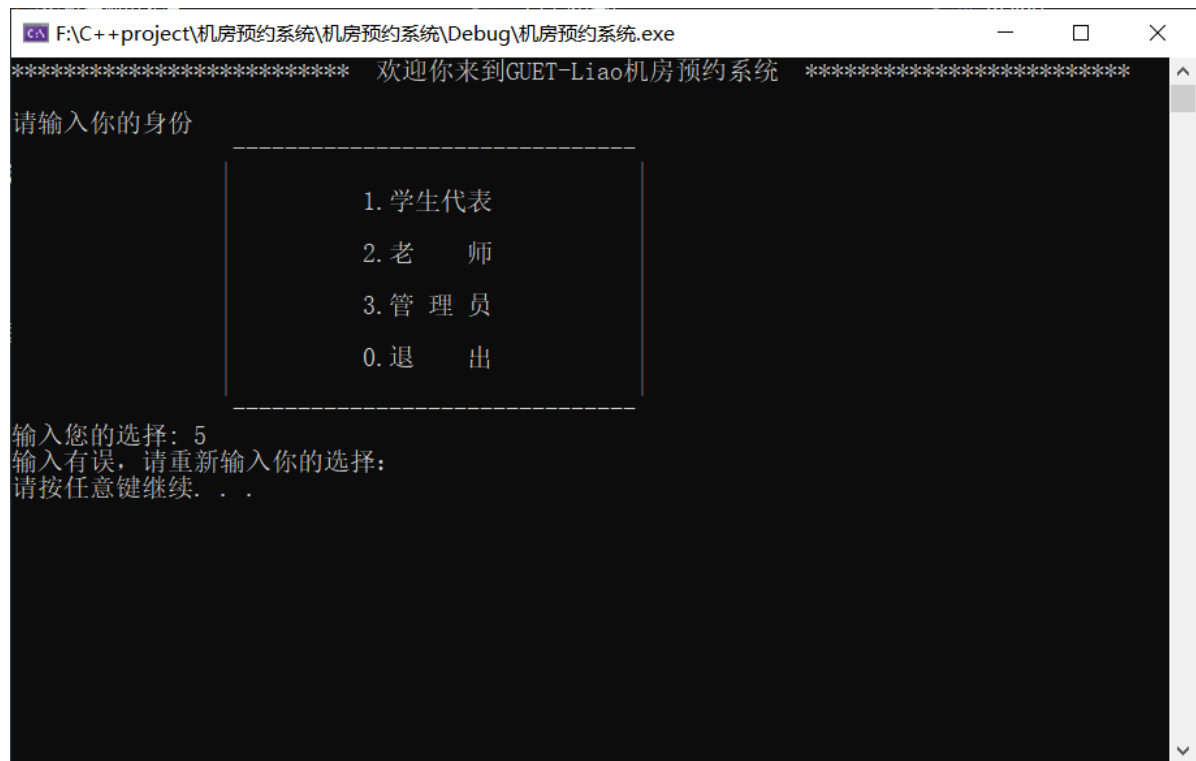 F:\C++project\机房预约系统\机房预约系统\Debug\机房预约系统.exe
************************** 欢迎你来到GUET-Liao机房预约系统 *************************
请输入你的身份
-------------------------------
1.学生代表
2.老 师
3.管 理 员
0.退 出
-------------------------------
输入您的选择: 5
输入有误，请重新输入你的选择：
请按任意键继续. . .